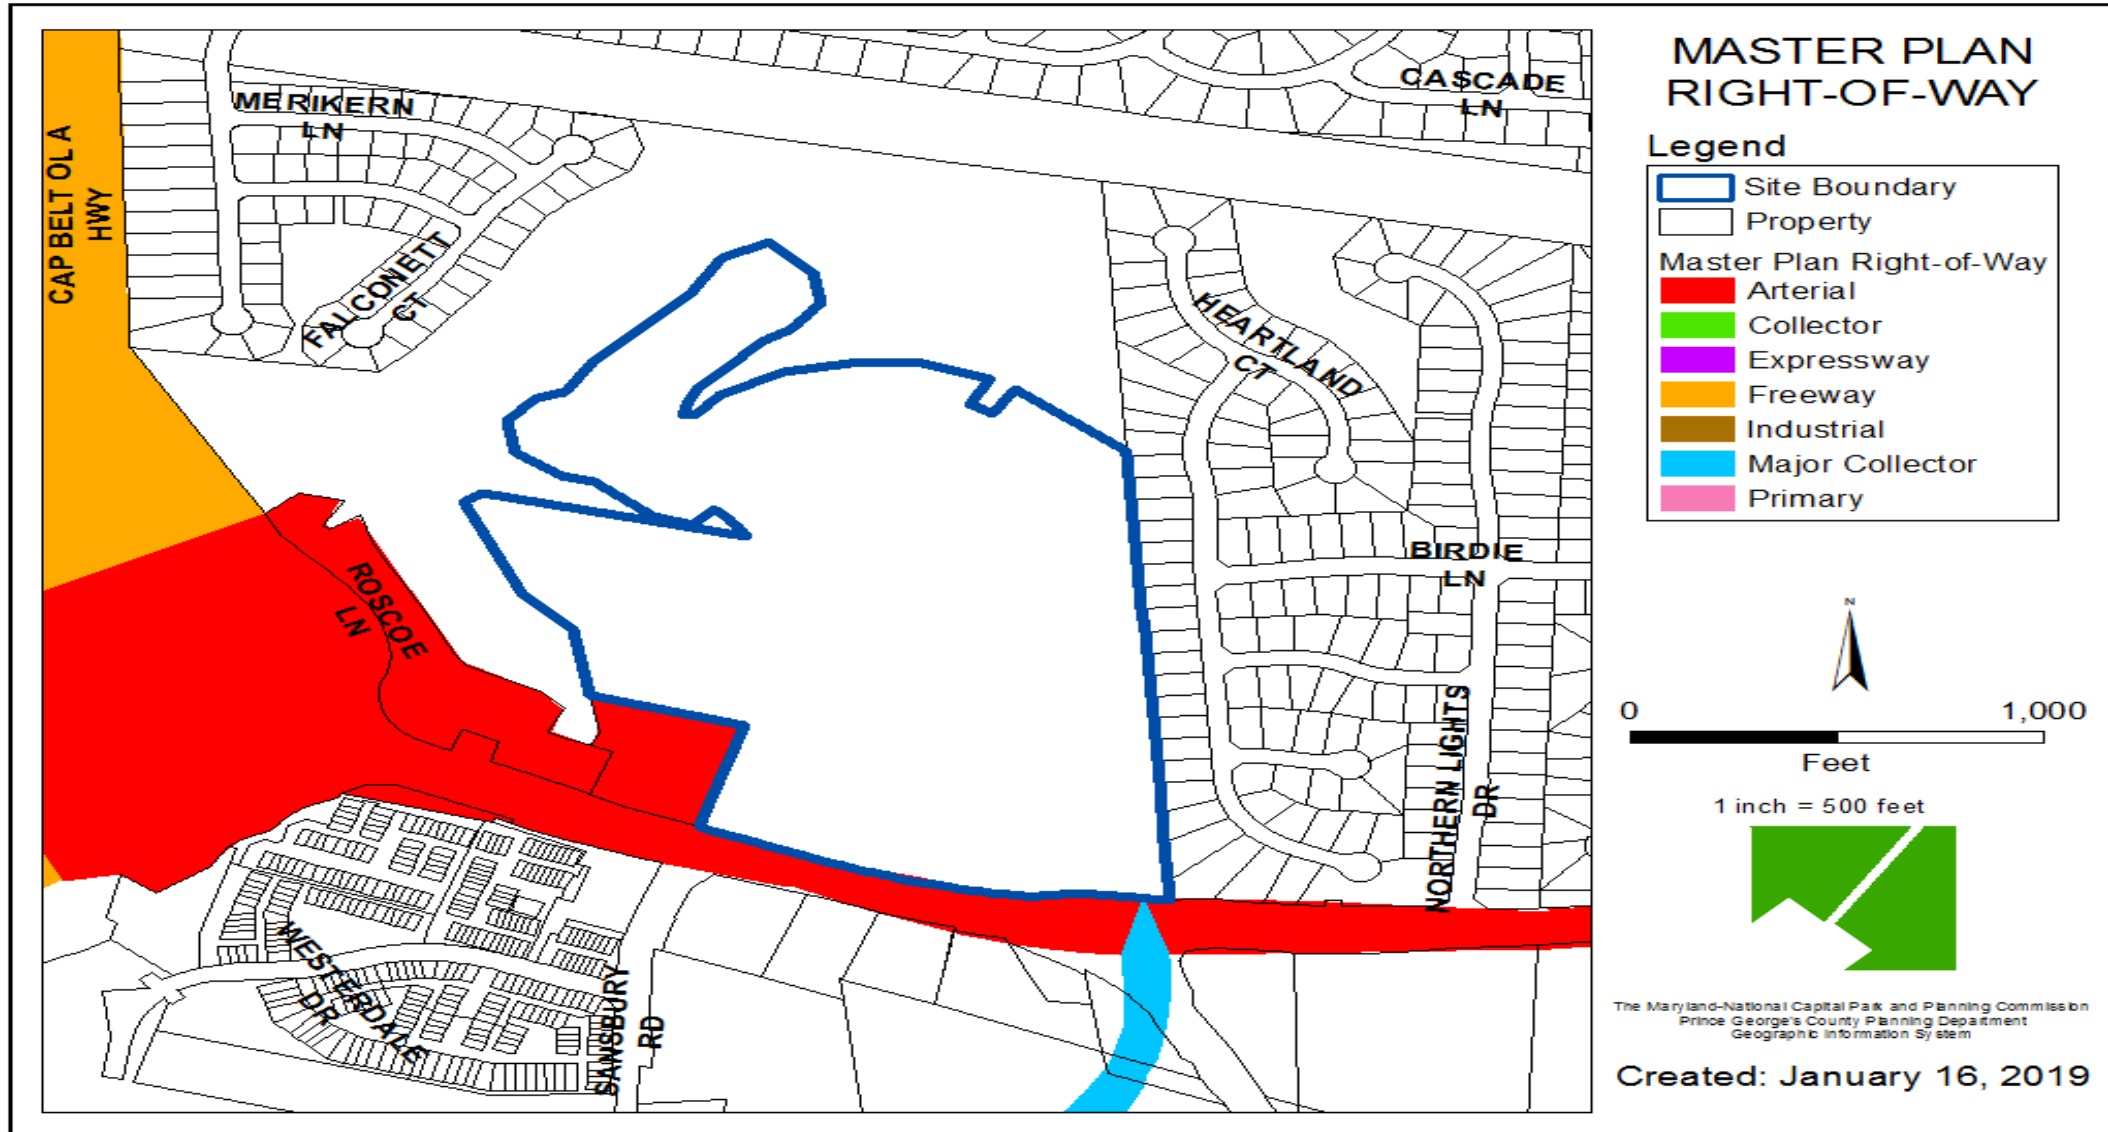 MERIKERN
LN
CASCADE
LN
CAP BELT OL A
HWY
FALCONETT
CT
HEARTLAND
CT
ROSCOE
LN
BIRDIE
LN
NORTHERN LIGHTS
DR
WESTERDALE
DR
SANSBURY
RD
MASTER PLAN
RIGHT-OF-WAY
Legend
Site Boundary
Property
Master Plan Right-of-Way
Arterial
Collector
Expressway
Freeway
Industrial
Major Collector
Primary
N
0 1,000
Feet
1 inch = 500 feet
The Maryland-National Capital Park and Planning Commission
Prince George's County Planning Department
Geographic Information System
Created: January 16, 2019